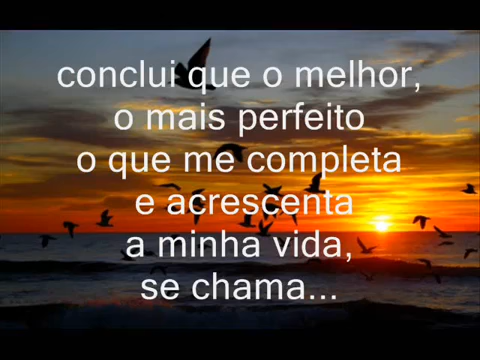 conclui que o melhor,
o mais perfeito
o que me completa
e acrescenta
a minha vida,
se chama...